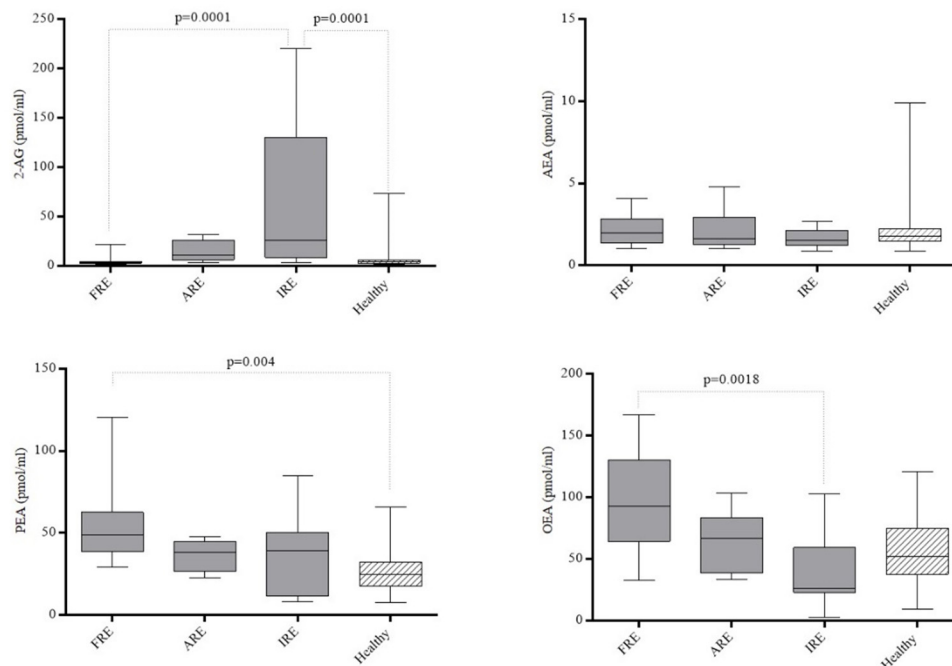 p=0.0001
p=0.0001
2-AG (pmol/ml)
250
200
150
100
50
0
FRE
ARE
IRE
Healthy
AEA (pmol/ml)
15
10
5
0
FRE
ARE
IRE
Healthy
p=0.004
PEA (pmol/ml)
150
100
50
0
FRE
ARE
IRE
Healthy
p=0.0018
OEA (pmol/ml)
200
150
100
50
0
FRE
ARE
IRE
Healthy